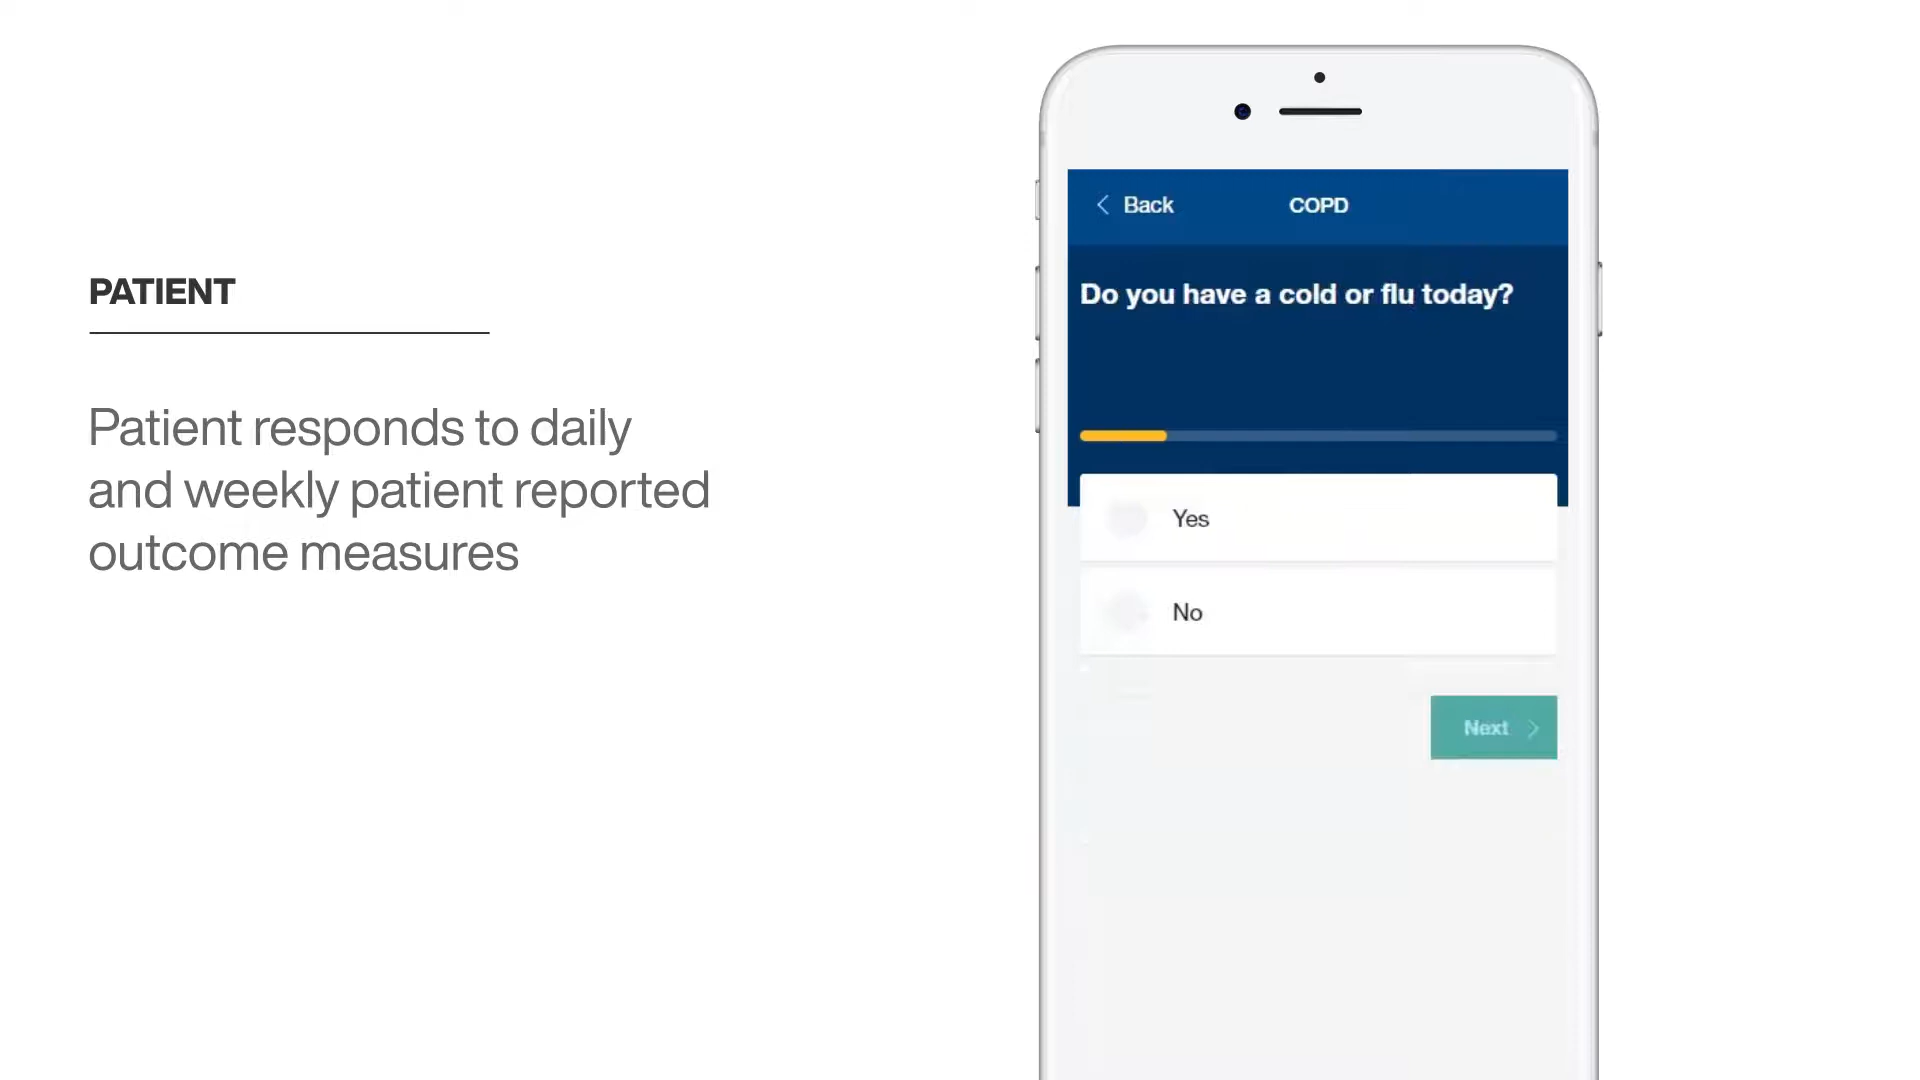 PATIENT
Patient responds to daily
and weekly patient reported
outcome measures
Back
COPD
Do you have a cold or flu today?
Yes
No
Next